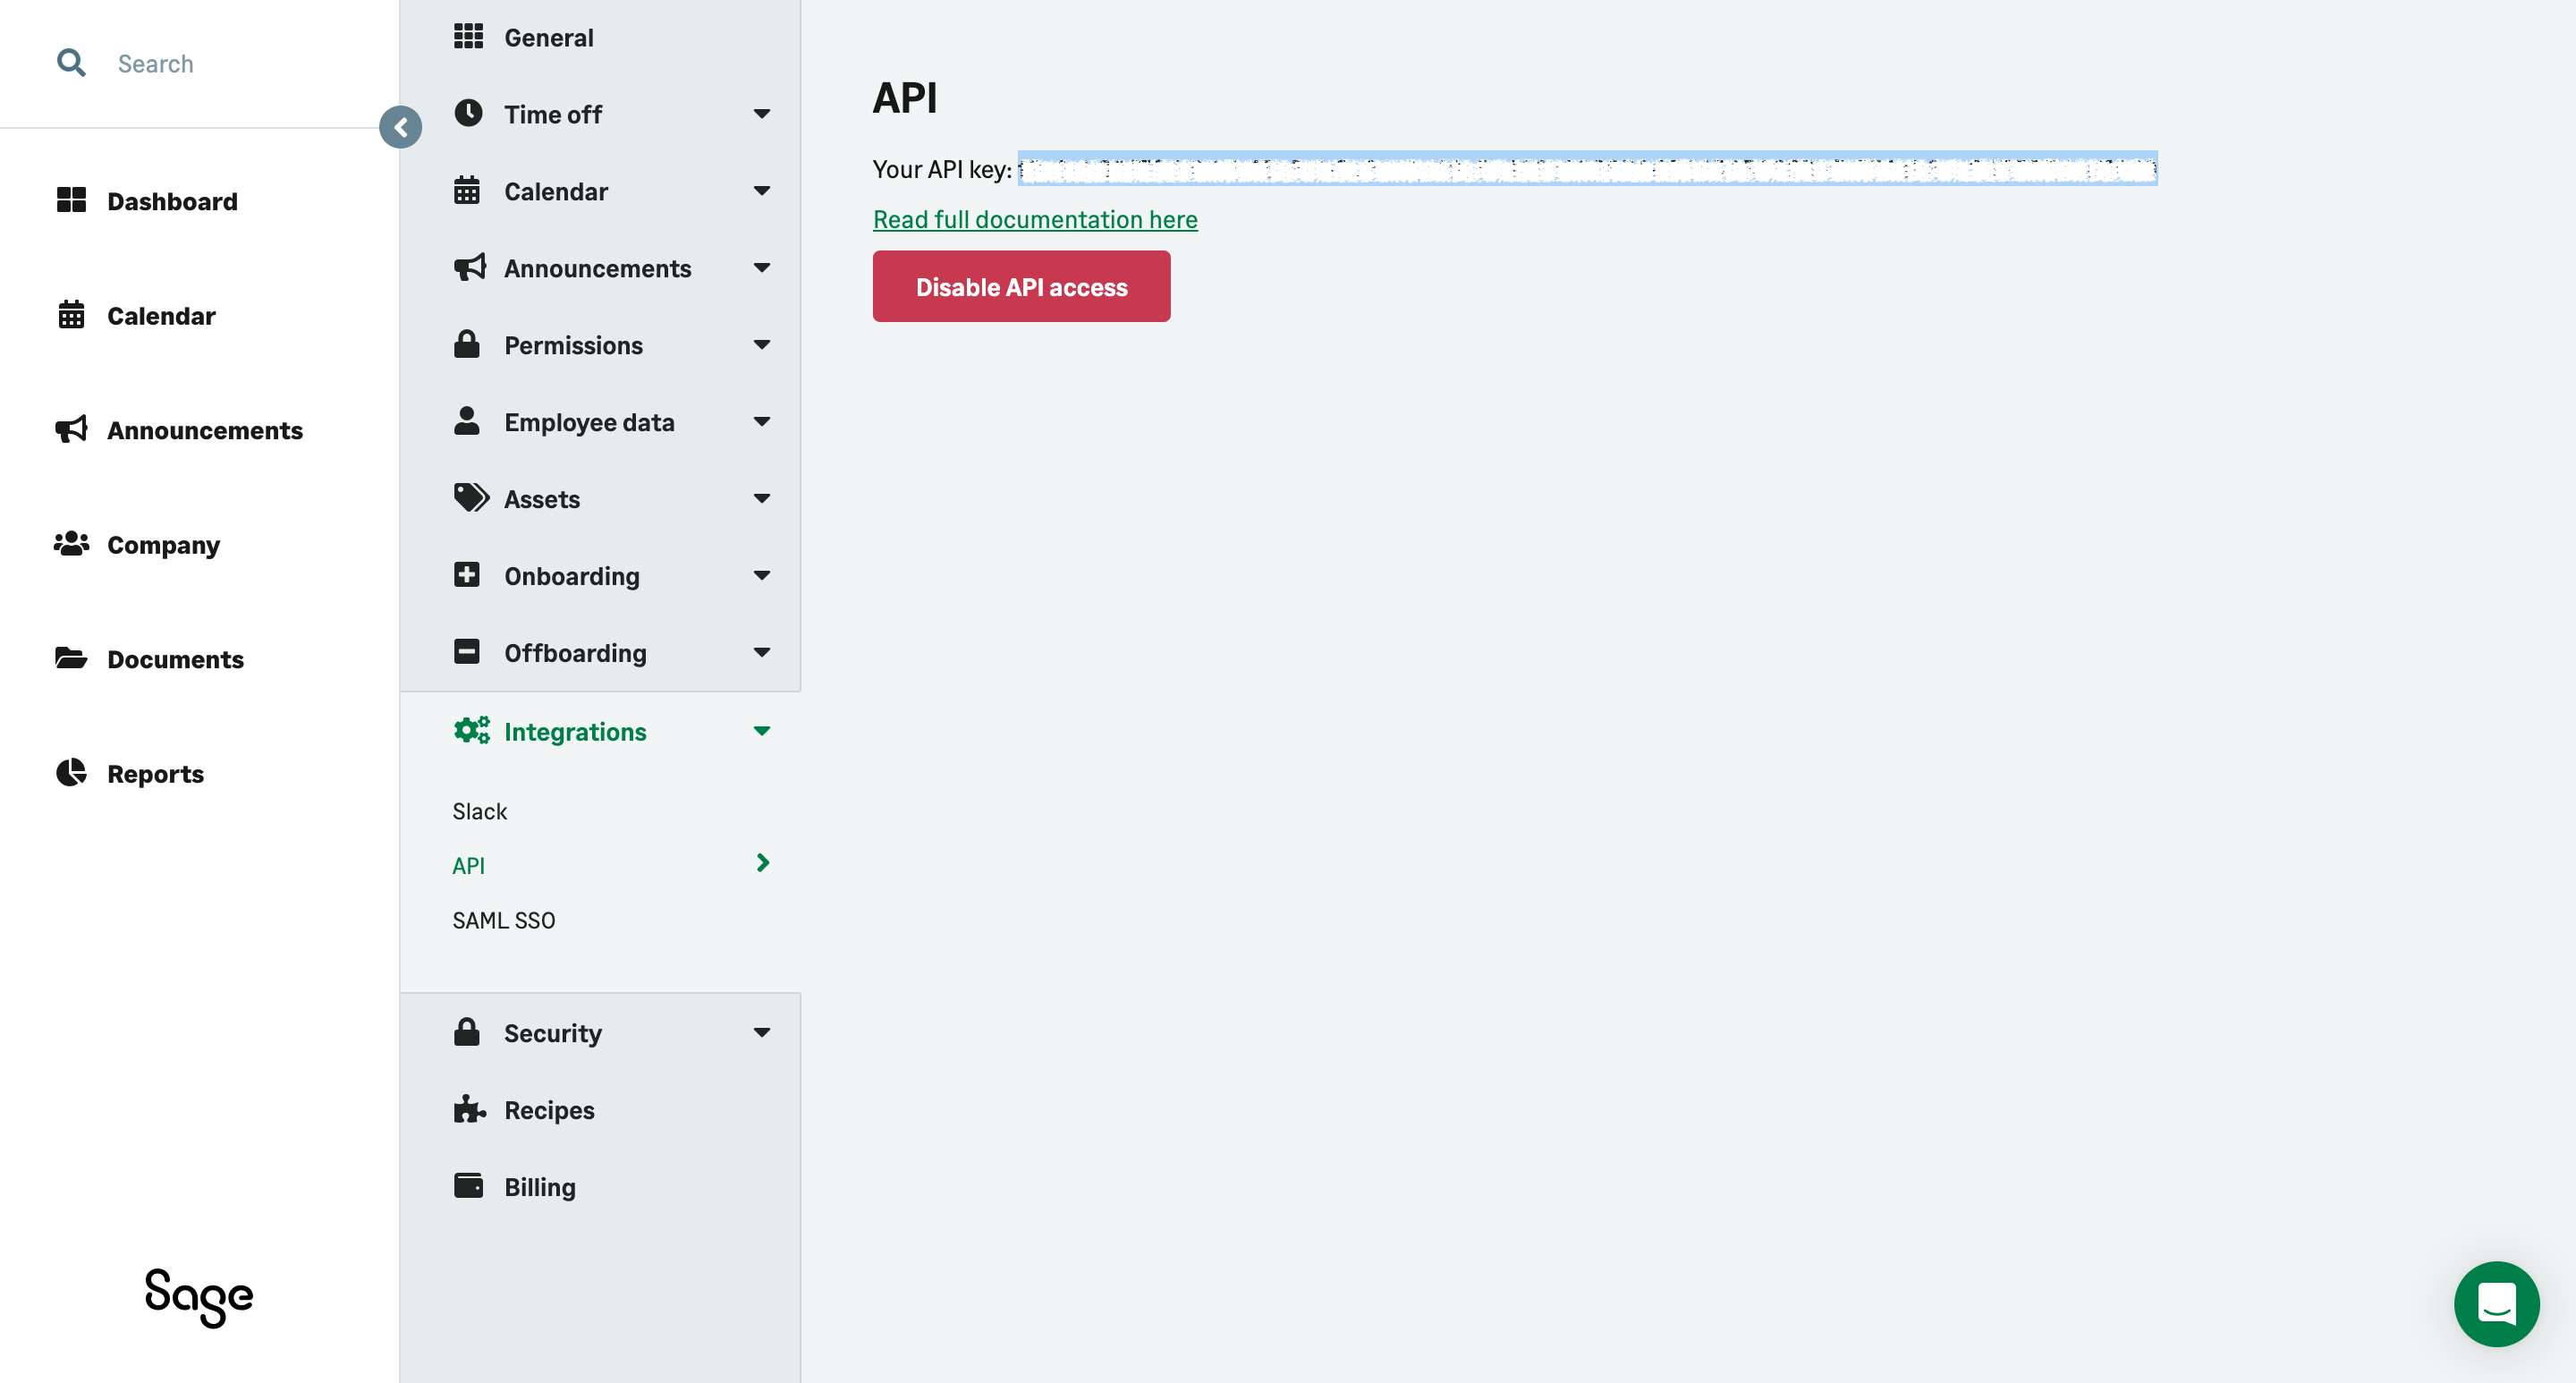 Search
Dashboard
Calendar
Announcements
Company
Documents
Reports
Sage
General
Time off
Calendar
Announcements
Permissions
Employee data
Assets
Onboarding
Offboarding
Integrations
Slack
API
SAML SSO
Security
Recipes
Billing
API
Your API key:
Read full documentation here
Disable API access